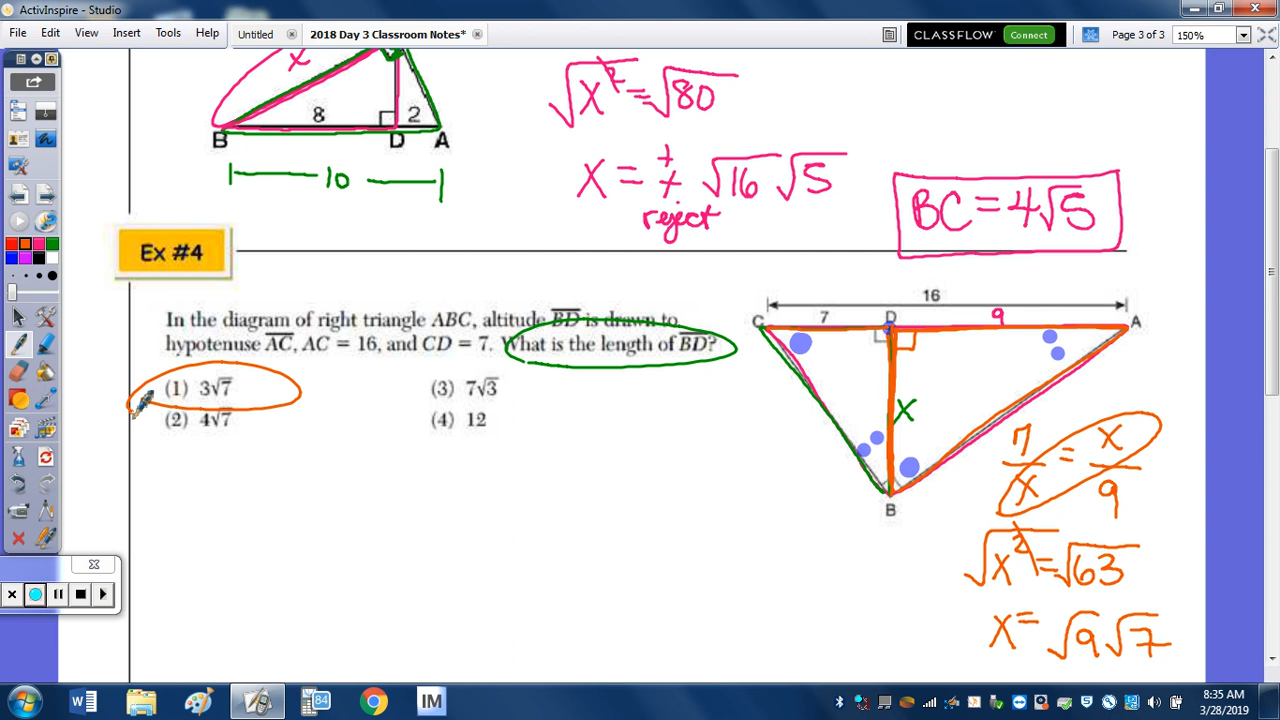 ActivInspire - Studio
File Edit View Insert Tools Help
Untitled
2018 Day 3 Classroom Notes*
CLASSFLOW Connect
Page 3 of 3
150%
x
8
2
B D A
10
√x² = √80
x = +/- √16 √5
reject
BC = 4√5
Ex #4
In the diagram of right triangle ABC, altitude BD is drawn to
hypotenuse AC, AC = 16, and CD = 7. What is the length of BD?
(1) 3√7
(3) 7√3
(2) 4√7
(4) 12
16
C 7 D 9 A
x
B
7/x = x/9
√x² = √63
x = √9 √7
84
IM
8:35 AM
3/28/2019